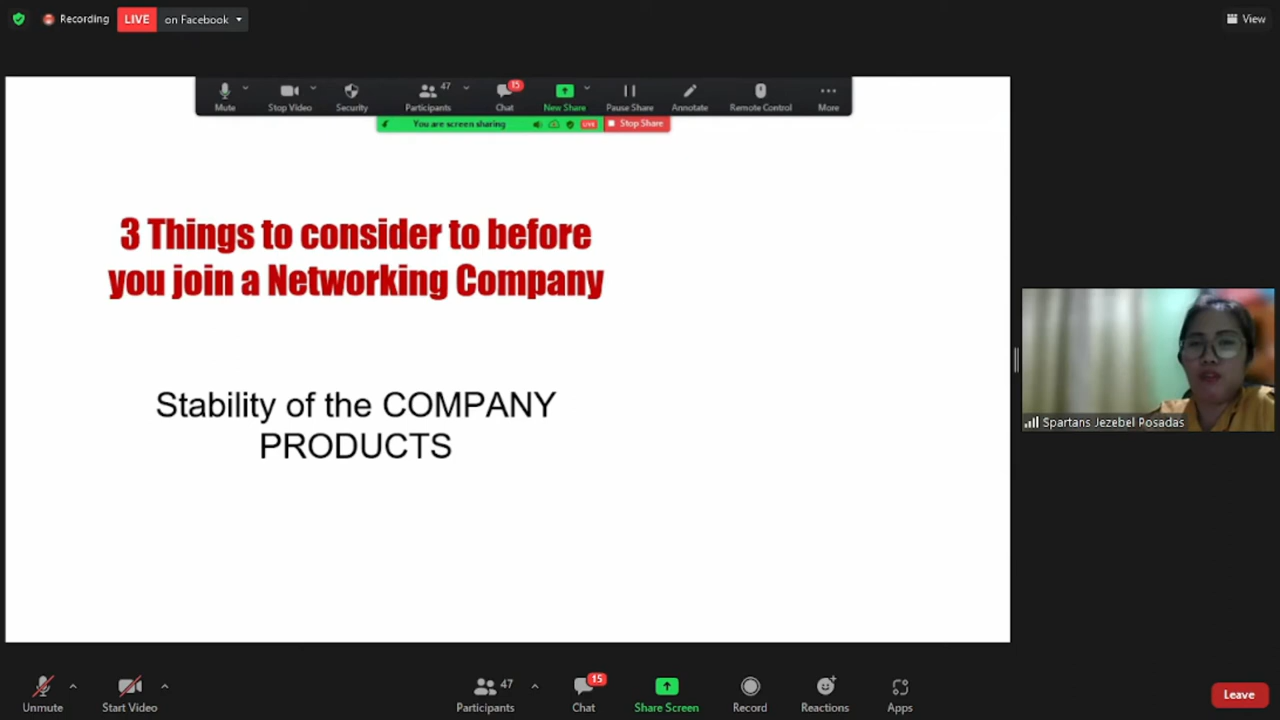 Recording
LIVE on Facebook
View
47
15
Mute Stop Video Security Participants Chat New Share Pause Share Annotate Remote Control More
You are screen sharing LIVE Stop Share
3 Things to consider to before
you join a Networking Company
Stability of the COMPANY
PRODUCTS
Spartans Jezebel Posadas
47
15
Unmute Start Video Participants Chat Share Screen Record Reactions Apps Leave